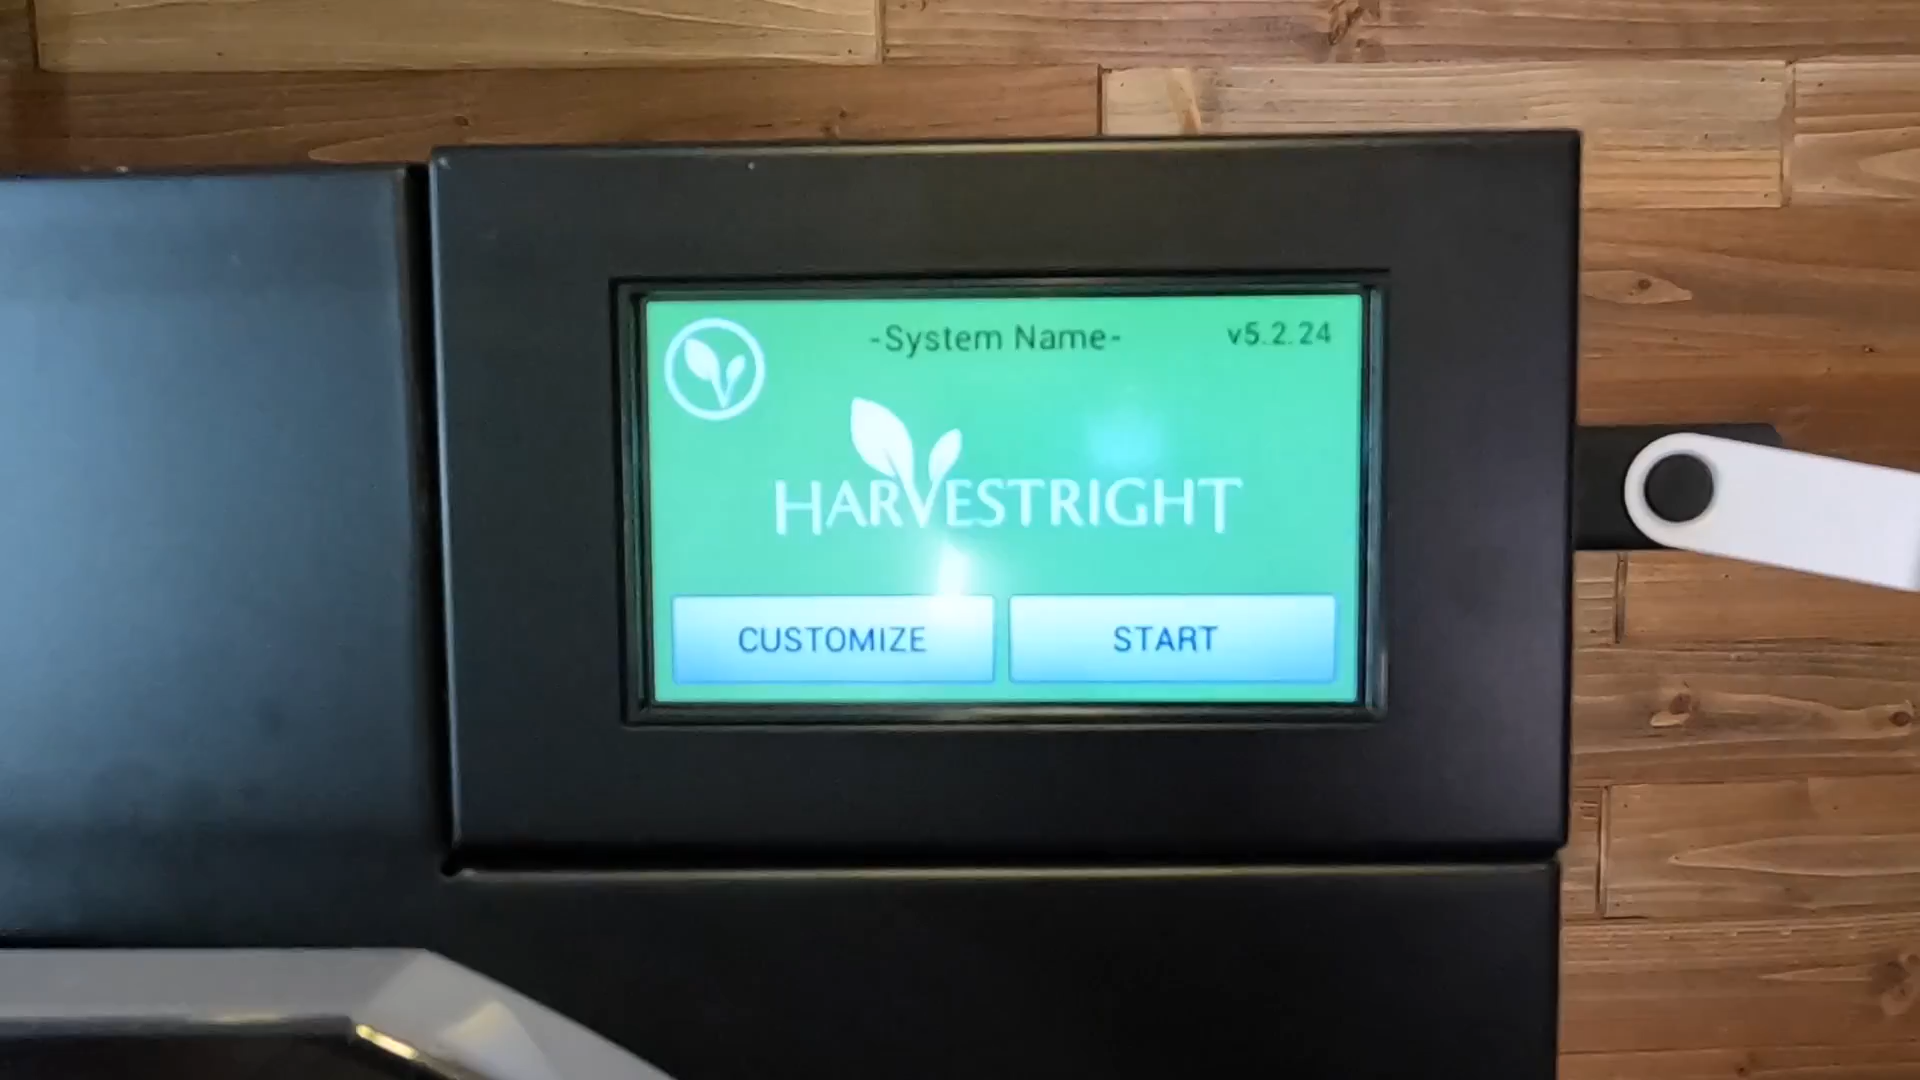 -System Name-
v5.2.24
HARVESTRIGHT
CUSTOMIZE
START